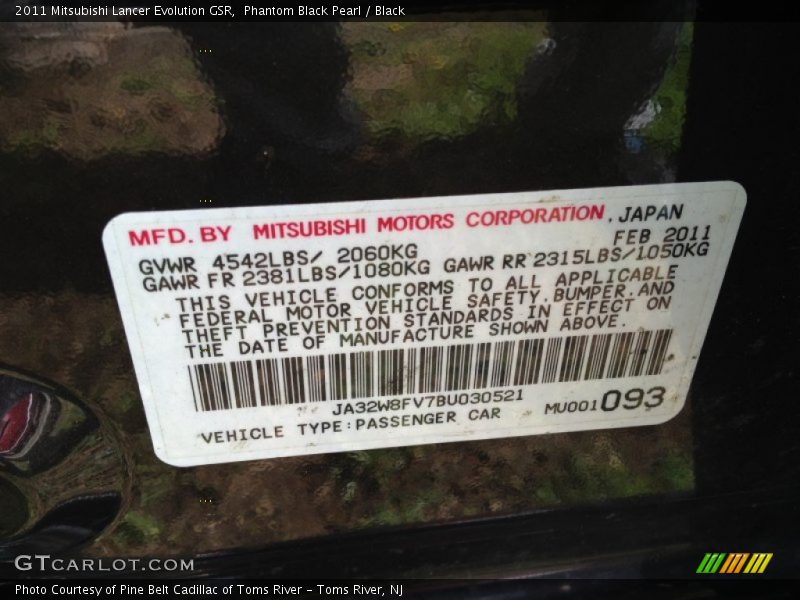 2011 Mitsubishi Lancer Evolution GSR,  Phantom Black Pearl / Black
MFD. BY  MITSUBISHI  MOTORS  CORPORATION , JAPAN
FEB 2011
GVWR  4542LBS/  2060KG
GAWR FR 2381LBS/1080KG  GAWR RR 2315LBS/1050KG
THIS VEHICLE CONFORMS TO ALL APPLICABLE
FEDERAL MOTOR VEHICLE SAFETY, BUMPER, AND
THEFT PREVENTION STANDARDS IN EFFECT ON
THE DATE OF MANUFACTURE SHOWN ABOVE.
JA32W8FV7BU030521
VEHICLE TYPE:PASSENGER CAR  MU001093
GTCARLOT.COM
Photo Courtesy of Pine Belt Cadillac of Toms River – Toms River, NJ